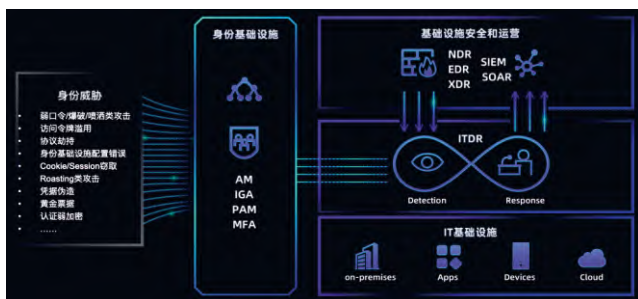 身份威胁
弱口令/爆破/喷洒类攻击
访问令牌滥用
协议劫持
身份基础设施配置错误
Cookie/Session窃取
Roasting类攻击
凭据伪造
黄金票据
认证弱加密
......
身份基础设施
AM
IGA
PAM
MFA
基础设施安全和运营
NDR
EDR
XDR
SIEM
SOAR
ITDR
Detection
Response
IT基础设施
on-premises
Apps
Devices
Cloud